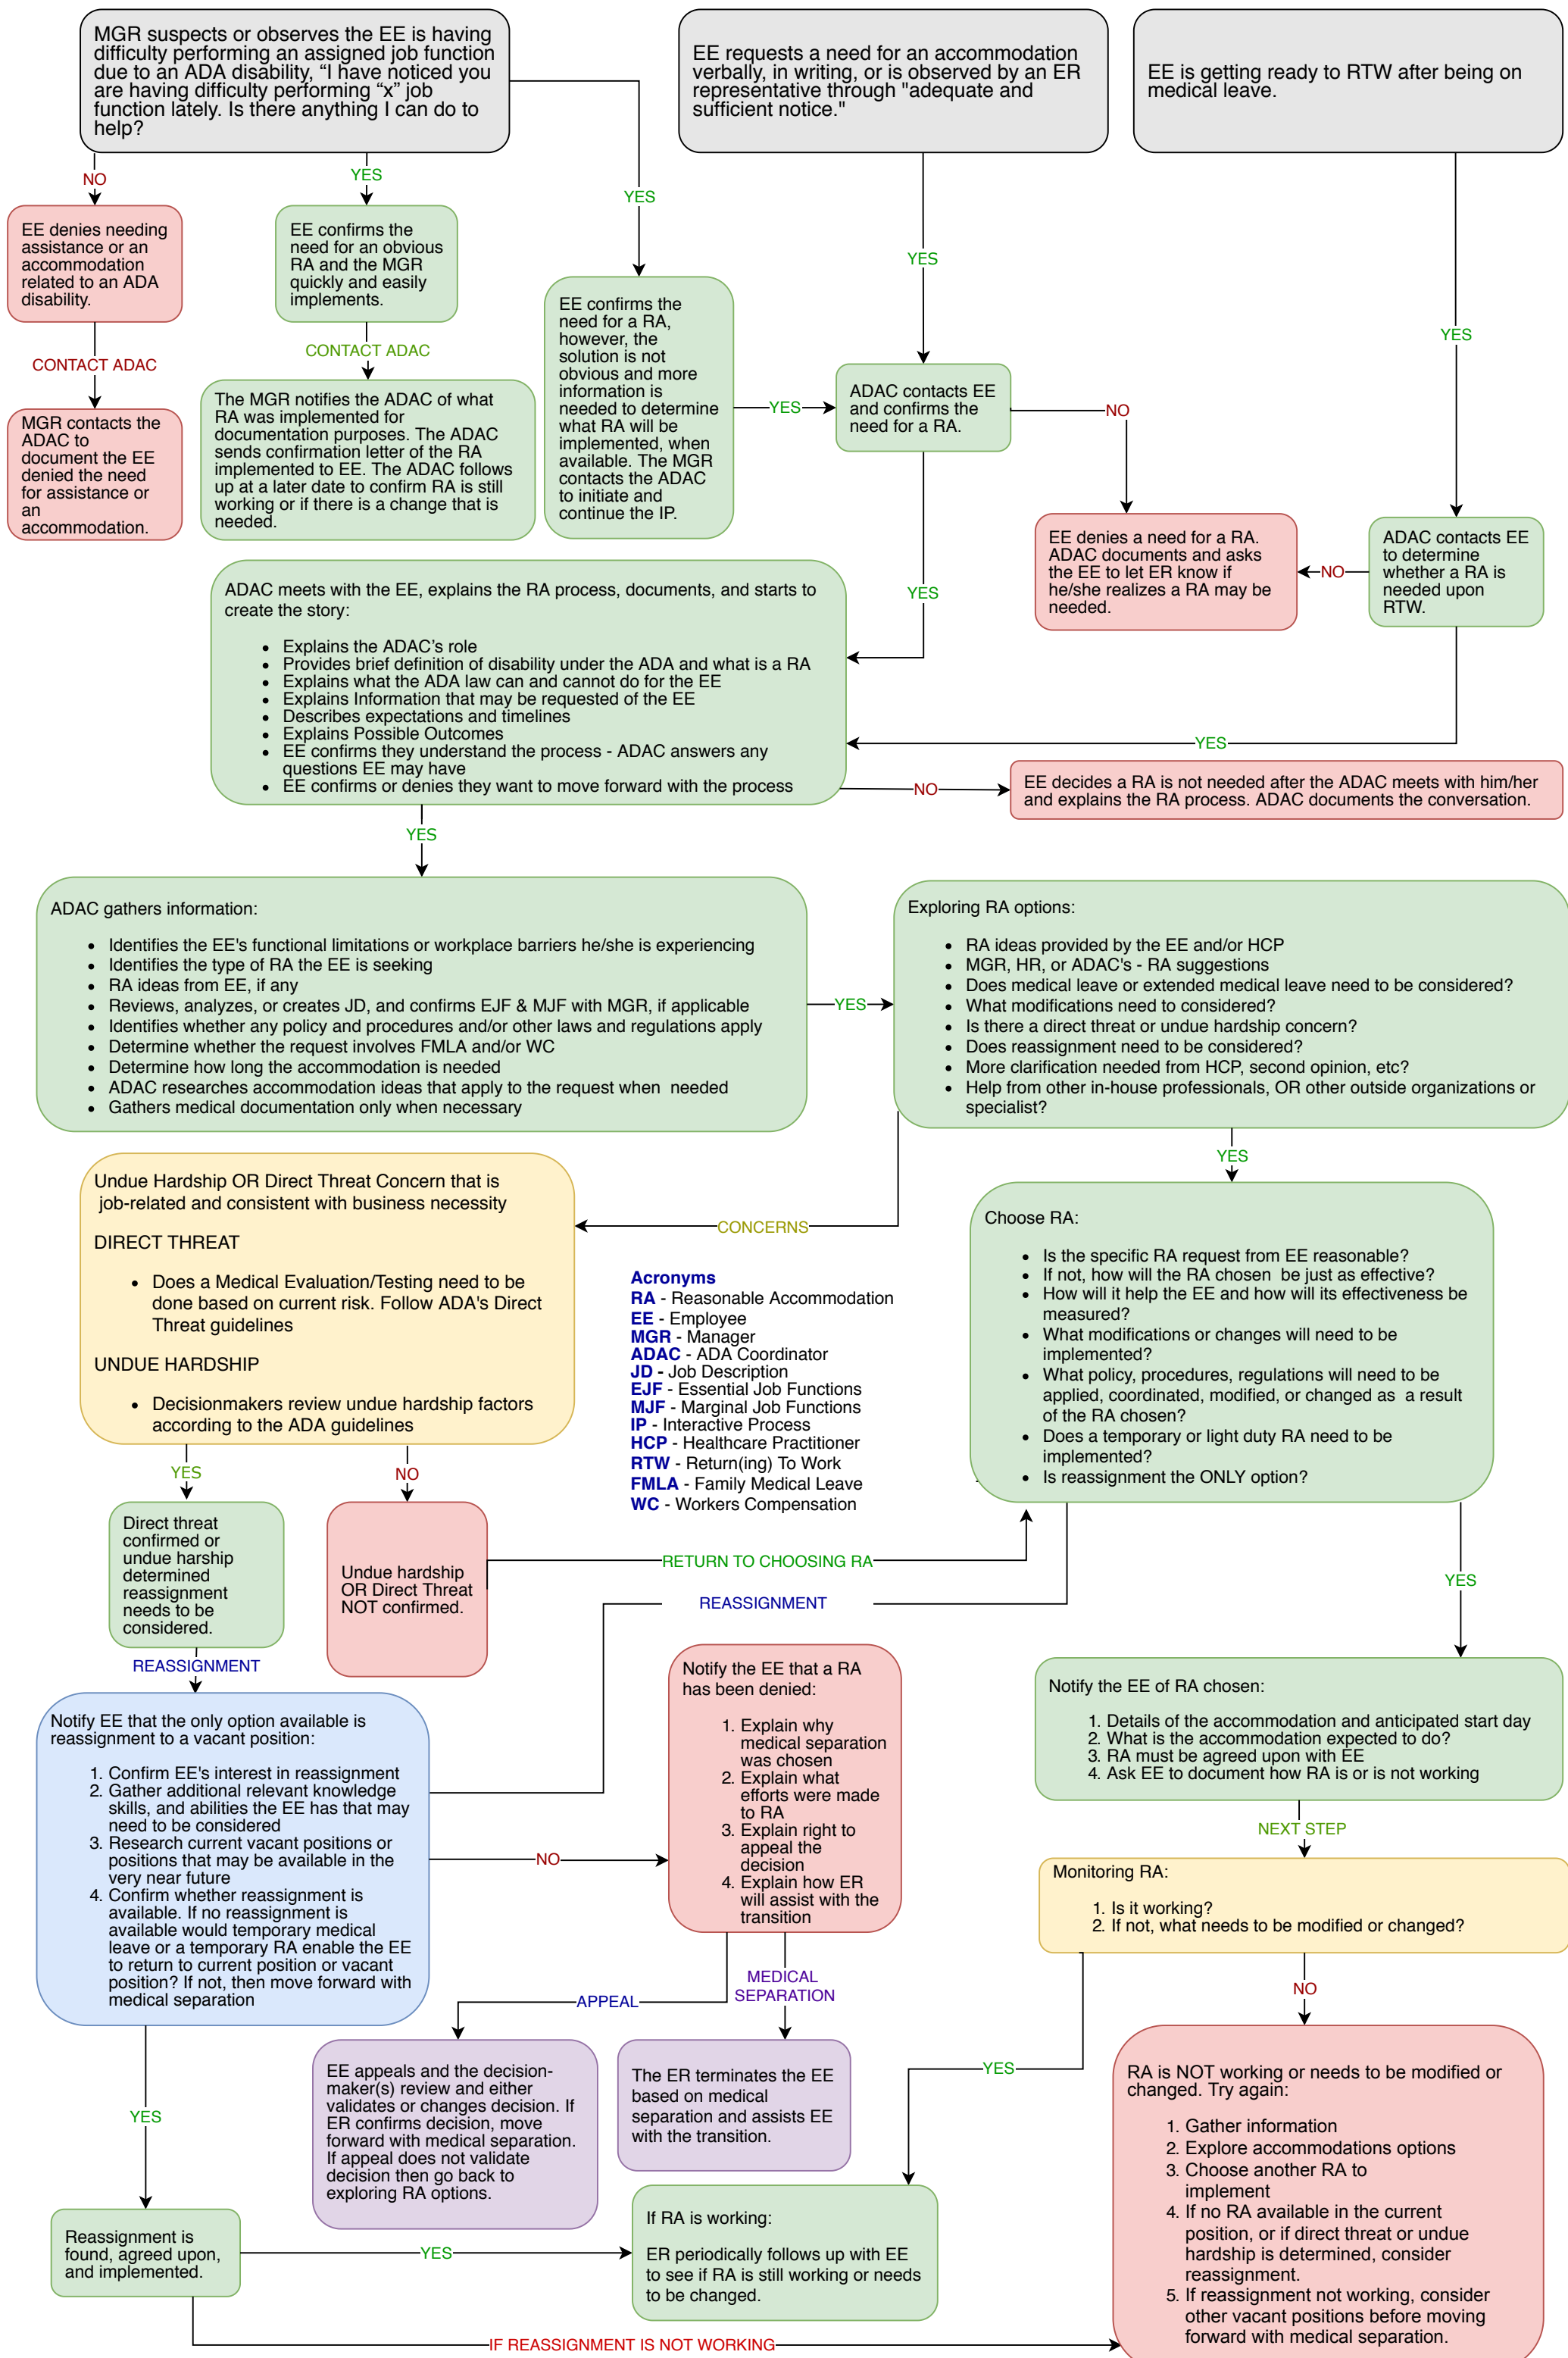 MGR suspects or observes the EE is having
difficulty performing an assigned job function
due to an ADA disability, “I have noticed you
are having difficulty performing “x” job
function lately. Is there anything I can do to
help?
EE requests a need for an accommodation
verbally, in writing, or is observed by an ER
representative through "adequate and
sufficient notice."
EE is getting ready to RTW after being on
medical leave.
NO
YES
YES
YES
YES
EE denies needing
assistance or an
accommodation
related to an ADA
disability.
EE confirms the
need for an obvious
RA and the MGR
quickly and easily
implements.
EE confirms the
need for a RA,
however, the
solution is not
obvious and more
information is
needed to determine
what RA will be
implemented, when
available. The MGR
contacts the ADAC
to initiate and
continue the IP.
CONTACT ADAC
CONTACT ADAC
MGR contacts the
ADAC to
document the EE
denied the need
for assistance or
an
accommodation.
The MGR notifies the ADAC of what
RA was implemented for
documentation purposes. The ADAC
sends confirmation letter of the RA
implemented to EE. The ADAC follows
up at a later date to confirm RA is still
working or if there is a change that is
needed.
YES
ADAC contacts EE
and confirms the
need for a RA.
NO
EE denies a need for a RA.
ADAC documents and asks
the EE to let ER know if
he/she realizes a RA may be
needed.
NO
ADAC contacts EE
to determine
whether a RA is
needed upon
RTW.
YES
ADAC meets with the EE, explains the RA process, documents, and starts to
create the story:
• Explains the ADAC’s role
• Provides brief definition of disability under the ADA and what is a RA
• Explains what the ADA law can and cannot do for the EE
• Explains Information that may be requested of the EE
• Describes expectations and timelines
• Explains Possible Outcomes
• EE confirms they understand the process - ADAC answers any
questions EE may have
• EE confirms or denies they want to move forward with the process
YES
NO
EE decides a RA is not needed after the ADAC meets with him/her
and explains the RA process. ADAC documents the conversation.
YES
ADAC gathers information:
• Identifies the EE's functional limitations or workplace barriers he/she is experiencing
• Identifies the type of RA the EE is seeking
• RA ideas from EE, if any
• Reviews, analyzes, or creates JD, and confirms EJF & MJF with MGR, if applicable
• Identifies whether any policy and procedures and/or other laws and regulations apply
• Determine whether the request involves FMLA and/or WC
• Determine how long the accommodation is needed
• ADAC researches accommodation ideas that apply to the request when needed
• Gathers medical documentation only when necessary
YES
Exploring RA options:
• RA ideas provided by the EE and/or HCP
• MGR, HR, or ADAC's - RA suggestions
• Does medical leave or extended medical leave need to be considered?
• What modifications need to considered?
• Is there a direct threat or undue hardship concern?
• Does reassignment need to be considered?
• More clarification needed from HCP, second opinion, etc?
• Help from other in-house professionals, OR other outside organizations or
specialist?
YES
CONCERNS
Undue Hardship OR Direct Threat Concern that is
job-related and consistent with business necessity
DIRECT THREAT
• Does a Medical Evaluation/Testing need to be
done based on current risk. Follow ADA's Direct
Threat guidelines
UNDUE HARDSHIP
• Decisionmakers review undue hardship factors
according to the ADA guidelines
Acronyms
RA - Reasonable Accommodation
EE - Employee
MGR - Manager
ADAC - ADA Coordinator
JD - Job Description
EJF - Essential Job Functions
MJF - Marginal Job Functions
IP - Interactive Process
HCP - Healthcare Practitioner
RTW - Return(ing) To Work
FMLA - Family Medical Leave
WC - Workers Compensation
Choose RA:
• Is the specific RA request from EE reasonable?
• If not, how will the RA chosen be just as effective?
• How will it help the EE and how will its effectiveness be
measured?
• What modifications or changes will need to be
implemented?
• What policy, procedures, regulations will need to be
applied, coordinated, modified, or changed as a result
of the RA chosen?
• Does a temporary or light duty RA need to be
implemented?
• Is reassignment the ONLY option?
YES
NO
Direct threat
confirmed or
undue harship
determined
reassignment
needs to be
considered.
Undue hardship
OR Direct Threat
NOT confirmed.
RETURN TO CHOOSING RA
REASSIGNMENT
YES
REASSIGNMENT
Notify EE that the only option available is
reassignment to a vacant position:
1. Confirm EE's interest in reassignment
2. Gather additional relevant knowledge
skills, and abilities the EE has that may
need to be considered
3. Research current vacant positions or
positions that may be available in the
very near future
4. Confirm whether reassignment is
available. If no reassignment is
available would temporary medical
leave or a temporary RA enable the EE
to return to current position or vacant
position? If not, then move forward with
medical separation
NO
Notify the EE that a RA
has been denied:
1. Explain why
medical separation
was chosen
2. Explain what
efforts were made
to RA
3. Explain right to
appeal the
decision
4. Explain how ER
will assist with the
transition
Notify the EE of RA chosen:
1. Details of the accommodation and anticipated start day
2. What is the accommodation expected to do?
3. RA must be agreed upon with EE
4. Ask EE to document how RA is or is not working
NEXT STEP
Monitoring RA:
1. Is it working?
2. If not, what needs to be modified or changed?
MEDICAL
SEPARATION
APPEAL
NO
YES
EE appeals and the decision-
maker(s) review and either
validates or changes decision. If
ER confirms decision, move
forward with medical separation.
If appeal does not validate
decision then go back to
exploring RA options.
The ER terminates the EE
based on medical
separation and assists EE
with the transition.
RA is NOT working or needs to be modified or
changed. Try again:
1. Gather information
2. Explore accommodations options
3. Choose another RA to
implement
4. If no RA available in the current
position, or if direct threat or undue
hardship is determined, consider
reassignment.
5. If reassignment not working, consider
other vacant positions before moving
forward with medical separation.
YES
Reassignment is
found, agreed upon,
and implemented.
YES
If RA is working:
ER periodically follows up with EE
to see if RA is still working or needs
to be changed.
IF REASSIGNMENT IS NOT WORKING